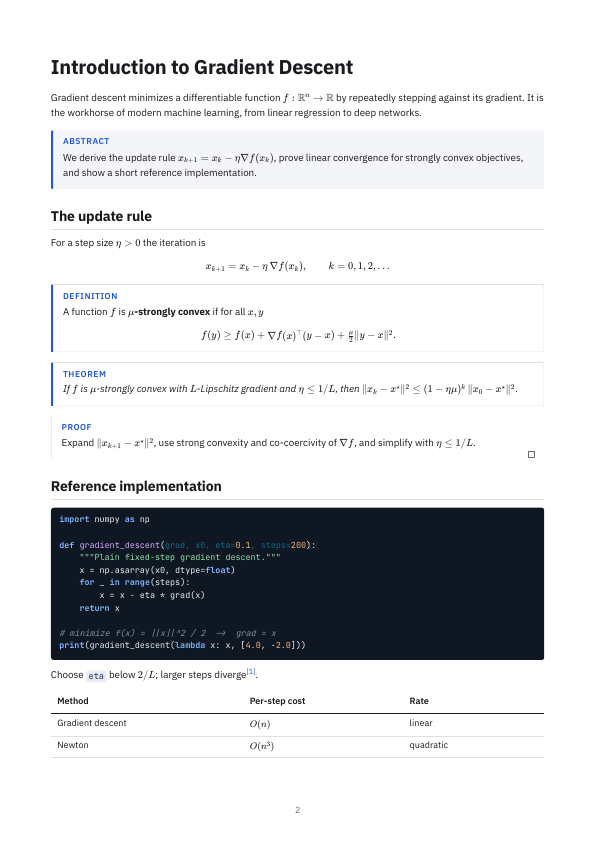 Introduction to Gradient Descent
Gradient descent minimizes a differentiable function f : ℝⁿ → ℝ by repeatedly stepping against its gradient. It is
the workhorse of modern machine learning, from linear regression to deep networks.
ABSTRACT
We derive the update rule xₖ₊₁ = xₖ − η∇f(xₖ), prove linear convergence for strongly convex objectives,
and show a short reference implementation.
The update rule
For a step size η > 0 the iteration is
xₖ₊₁ = xₖ − η ∇f(xₖ), k = 0, 1, 2, …
DEFINITION
A function f is μ-strongly convex if for all x, y
f(y) ≥ f(x) + ∇f(x)⊤(y − x) + μ/2 ‖y − x‖².
THEOREM
If f is μ-strongly convex with L-Lipschitz gradient and η ≤ 1/L, then ‖xₖ − x⋆‖² ≤ (1 − ημ)ᵏ ‖x₀ − x⋆‖².
PROOF
Expand ‖xₖ₊₁ − x⋆‖², use strong convexity and co-coercivity of ∇f, and simplify with η ≤ 1/L.
□
Reference implementation
import numpy as np
def gradient_descent(grad, x0, eta=0.1, steps=200):
    """Plain fixed-step gradient descent."""
    x = np.asarray(x0, dtype=float)
    for _ in range(steps):
        x = x - eta * grad(x)
    return x
# minimize f(x) = ||x||^2 / 2 → grad = x
print(gradient_descent(lambda x: x, [4.0, -2.0]))
Choose eta below 2/L; larger steps diverge[1].
Method Per-step cost Rate
Gradient descent O(n) linear
Newton O(n³) quadratic
2